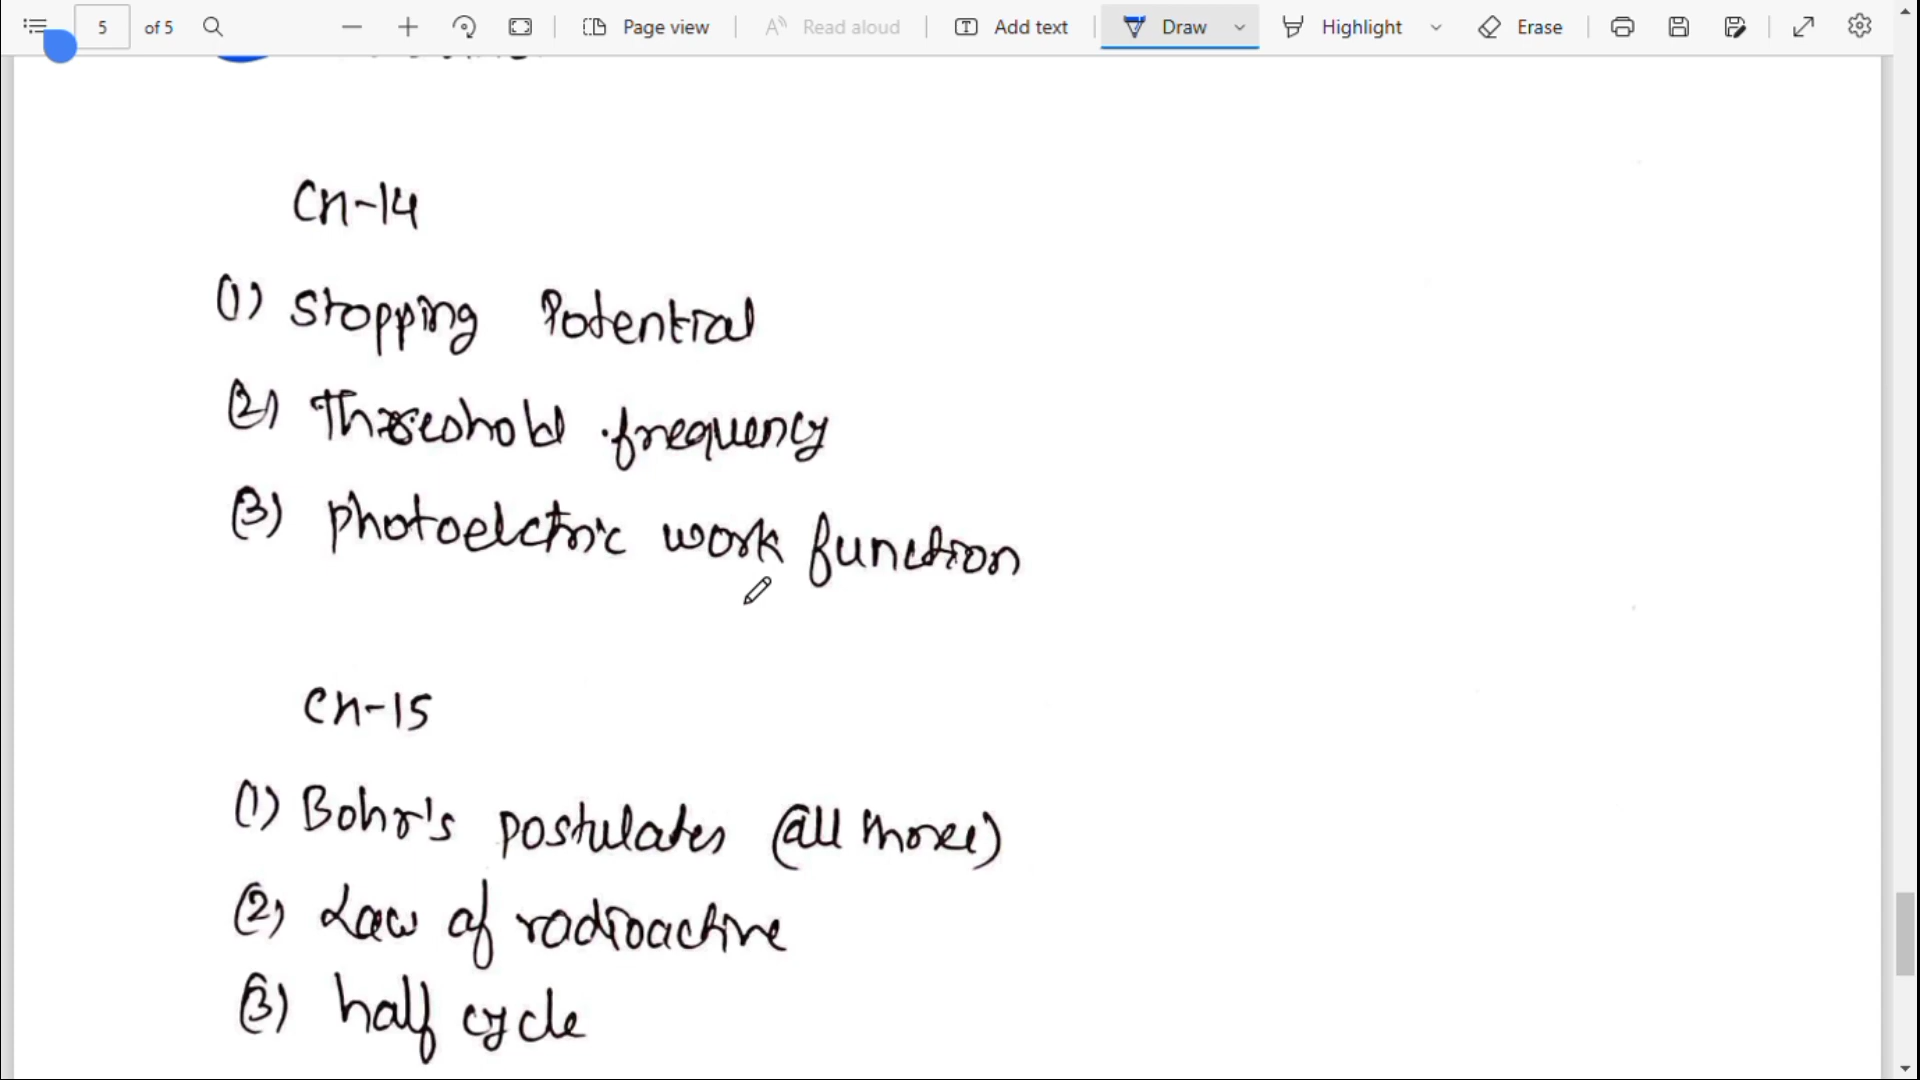 5 of 5 Page view Read aloud Add text Draw Highlight Erase
Ch-14
(1) Stopping Potential
(2) Threshold frequency
(3) photoelctric work function
Ch-15
(1) Bohr's postulates (all three)
(2) Law of radioactive
(3) half cycle